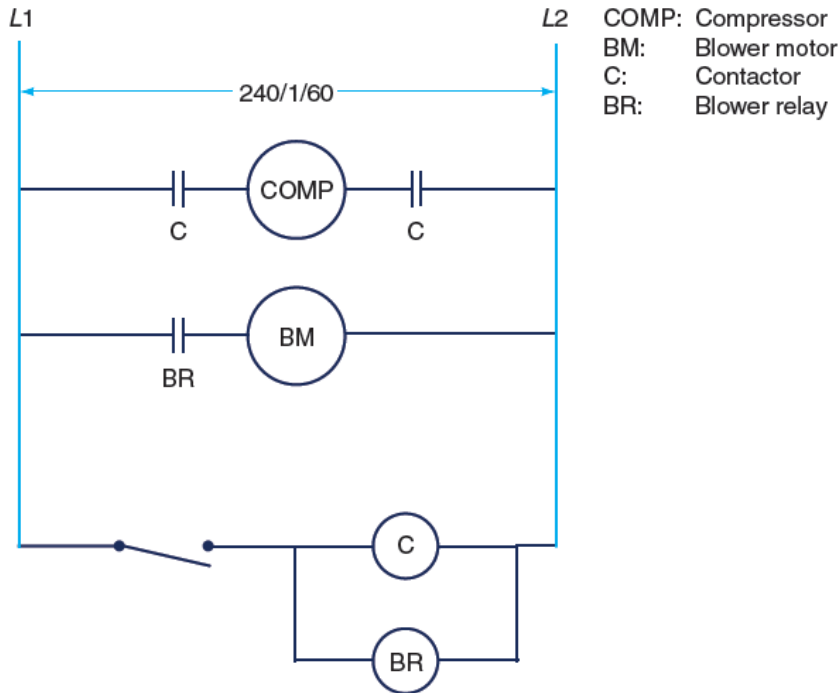 L1
L2
COMP: Compressor
BM: Blower motor
C: Contactor
BR: Blower relay
240/1/60
COMP
C
C
BM
BR
C
BR